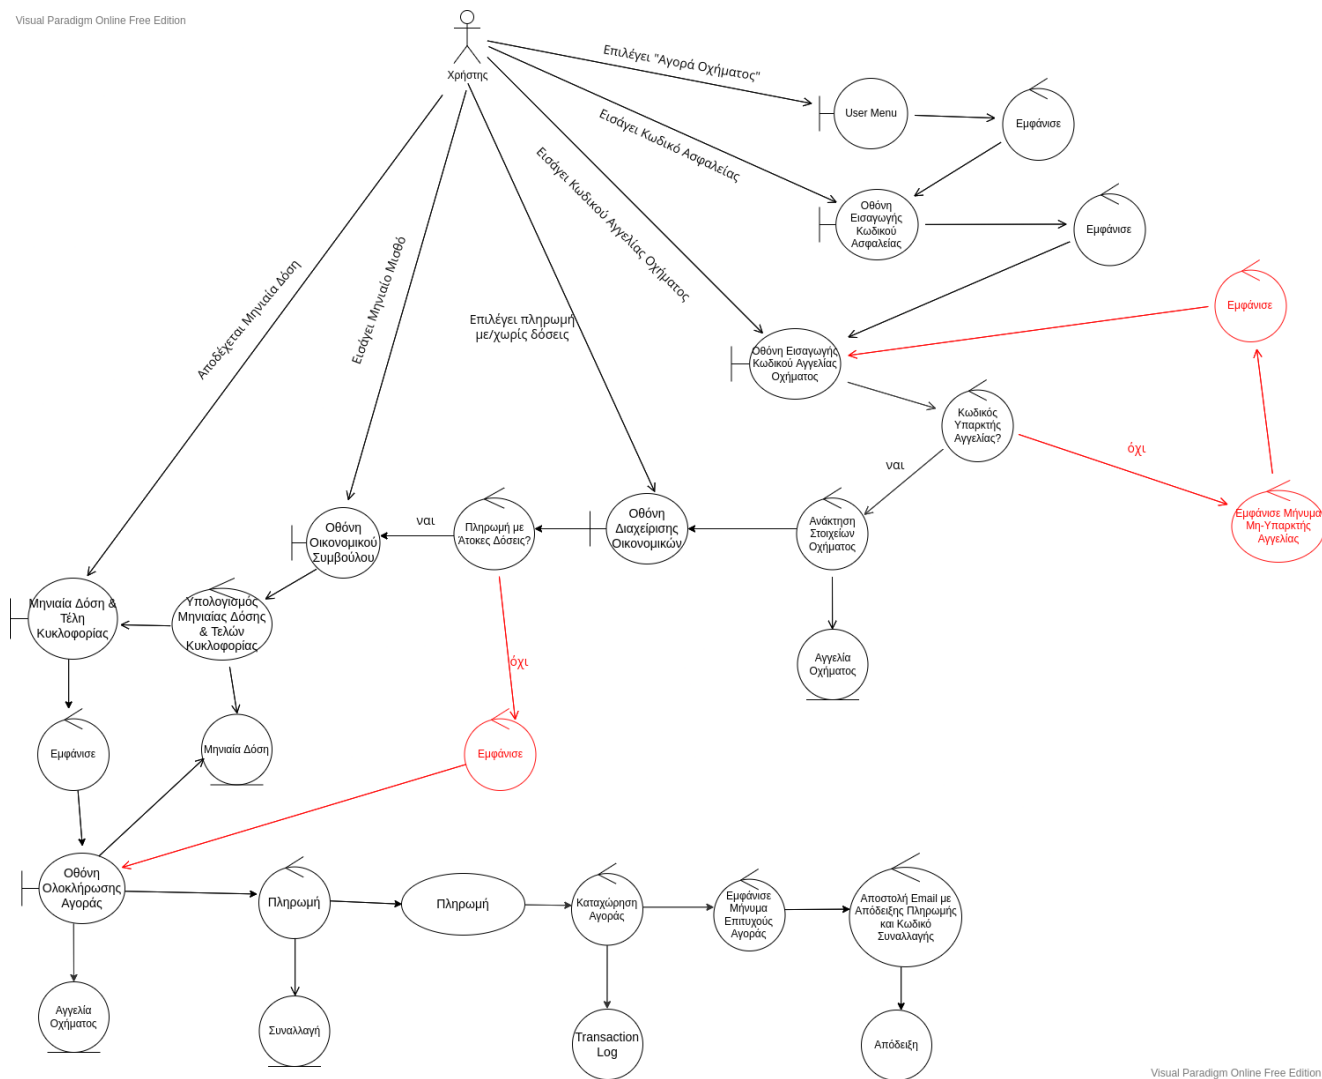 Visual Paradigm Online Free Edition
Χρήστης
Επιλέγει "Αγορά Οχήματος"
User Menu
Εμφάνισε
Εισάγει Κωδικό Ασφαλείας
Εισάγει Κωδικού Αγγελίας Οχήματος
Οθόνη
Εισαγωγής
Κωδικού
Ασφαλείας
Εμφάνισε
Αποδέχεται Μηνιαία Δόση
Εισάγει Μηνιαίο Μισθό
Επιλέγει πληρωμή
με/χωρίς δόσεις
Εμφάνισε
Οθόνη Εισαγωγής
Κωδικού Αγγελίας
Οχήματος
Κωδικός
Υπαρκτής
Αγγελίας?
όχι
ναι
Εμφάνισε Μήνυμα
Μη-Υπαρκτής
Αγγελίας
Ανάκτηση
Στοιχείων
Οχήματος
Οθόνη
Διαχείρισης
Οικονομικών
Πληρωμή με
Άτοκες Δόσεις?
ναι
Οθόνη
Οικονομικού
Συμβούλου
Υπολογισμός
Μηνιαίας Δόσης
& Τελών
Κυκλοφορίας
Μηνιαία Δόση &
Τέλη
Κυκλοφορίας
όχι
Αγγελία
Οχήματος
Εμφάνισε
Μηνιαία Δόση
Εμφάνισε
Οθόνη
Ολοκλήρωσης
Αγοράς
Πληρωμή
Πληρωμή
Καταχώρηση
Αγοράς
Εμφάνισε
Μήνυμα
Επιτυχούς
Αγοράς
Αποστολή Email με
Απόδειξης Πληρωμής
και Κωδικό
Συναλλαγής
Αγγελία
Οχήματος
Συναλλαγή
Transaction
Log
Απόδειξη
Visual Paradigm Online Free Edition